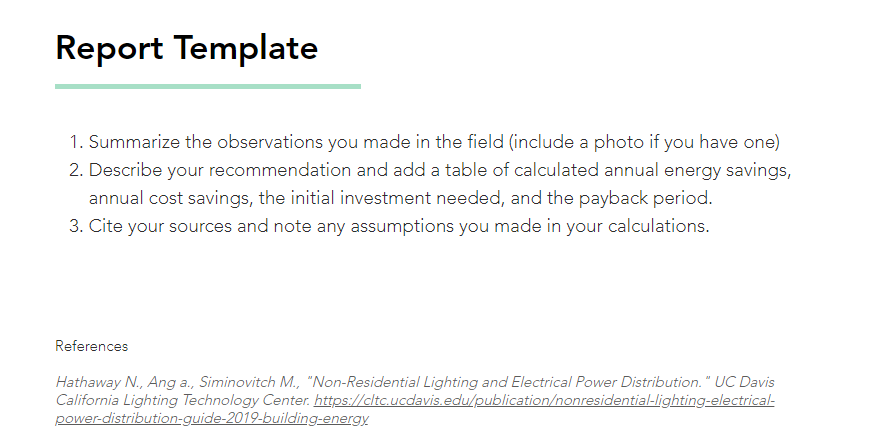 Report Template
1. Summarize the observations you made in the field (include a photo if you have one)
2. Describe your recommendation and add a table of calculated annual energy savings,
annual cost savings, the initial investment needed, and the payback period.
3. Cite your sources and note any assumptions you made in your calculations.
References
Hathaway N., Ang a., Siminovitch M., "Non-Residential Lighting and Electrical Power Distribution." UC Davis
California Lighting Technology Center. https://cltc.ucdavis.edu/publication/nonresidential-lighting-electrical-
power-distribution-guide-2019-building-energy